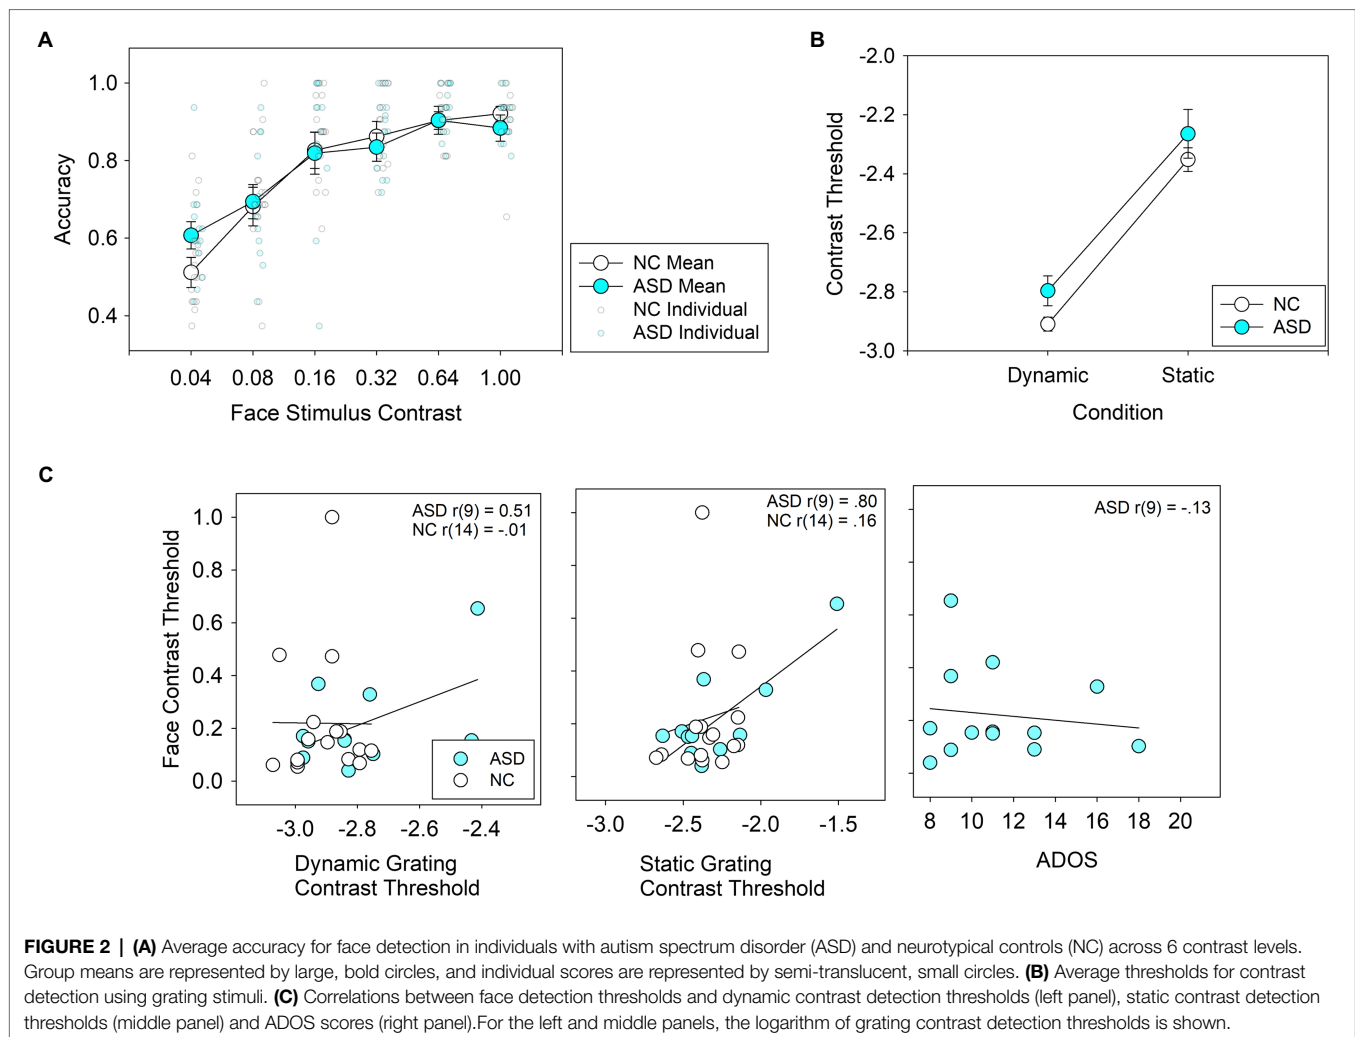 A
1.0
0.8
0.6
0.4
Accuracy
0.04 0.08 0.16 0.32 0.64 1.00
Face Stimulus Contrast
NC Mean
ASD Mean
NC Individual
ASD Individual
B
-2.0
-2.2
-2.4
-2.6
-2.8
-3.0
Contrast Threshold
NC
ASD
Dynamic Static
Condition
C
ASD r(9) = 0.51
NC r(14) = -.01
1.0
0.8
0.6
0.4
0.2
0.0
Face Contrast Threshold
ASD
NC
-3.0 -2.8 -2.6 -2.4
Dynamic Grating
Contrast Threshold
ASD r(9) = .80
NC r(14) = .16
-3.0 -2.5 -2.0 -1.5
Static Grating
Contrast Threshold
ASD r(9) = -.13
8 10 12 14 16 18 20
ADOS
FIGURE 2 | (A) Average accuracy for face detection in individuals with autism spectrum disorder (ASD) and neurotypical controls (NC) across 6 contrast levels.
Group means are represented by large, bold circles, and individual scores are represented by semi-translucent, small circles. (B) Average thresholds for contrast
detection using grating stimuli. (C) Correlations between face detection thresholds and dynamic contrast detection thresholds (left panel), static contrast detection
thresholds (middle panel) and ADOS scores (right panel).For the left and middle panels, the logarithm of grating contrast detection thresholds is shown.